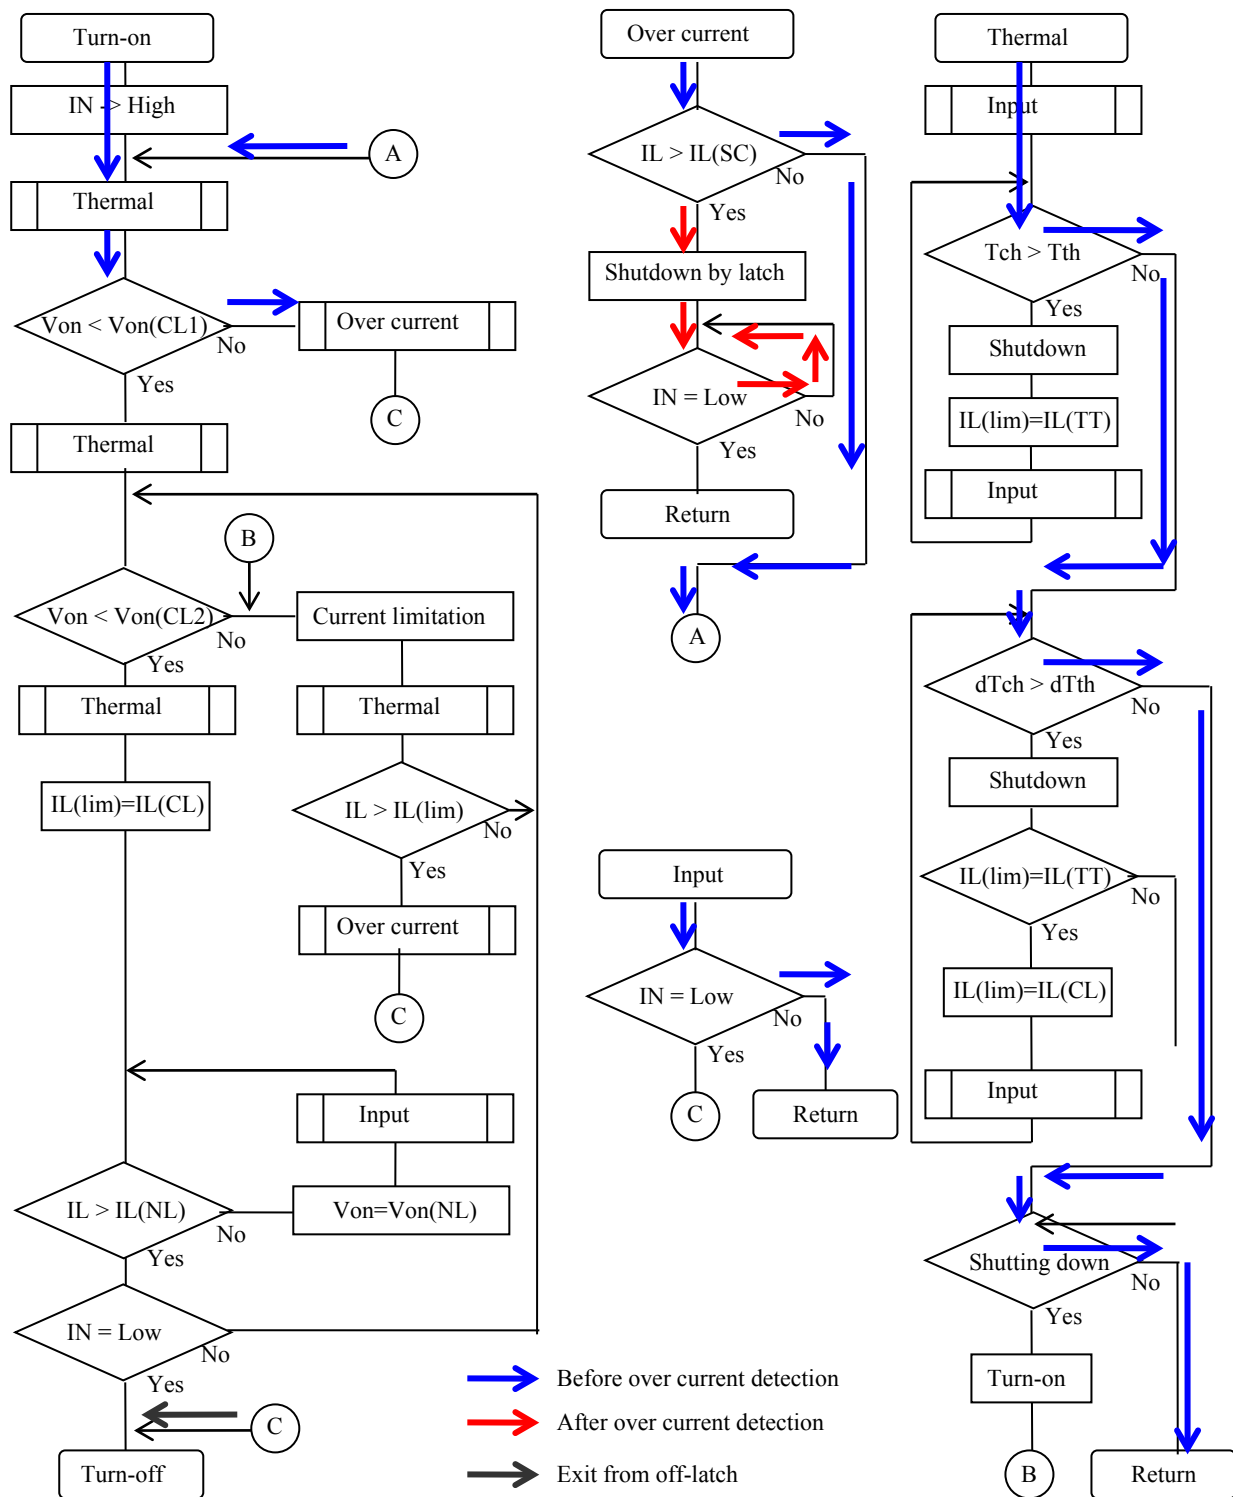 Turn-on
IN -> High
A
Thermal
Von < Von(CL1)
No
Yes
Over current
C
Thermal
B
Von < Von(CL2)
No
Yes
Current limitation
Thermal
Thermal
IL(lim)=IL(CL)
IL > IL(lim)
No
Yes
Over current
C
Input
IL > IL(NL)
No
Yes
Von=Von(NL)
IN = Low
No
Yes
C
Turn-off
Over current
IL > IL(SC)
No
Yes
Shutdown by latch
IN = Low
No
Yes
Return
A
Input
IN = Low
No
Yes
C
Return
Thermal
Input
Tch > Tth
No
Yes
Shutdown
IL(lim)=IL(TT)
Input
dTch > dTth
No
Yes
Shutdown
IL(lim)=IL(TT)
No
Yes
IL(lim)=IL(CL)
Input
Shutting down
No
Yes
Turn-on
B
Return
Before over current detection
After over current detection
Exit from off-latch